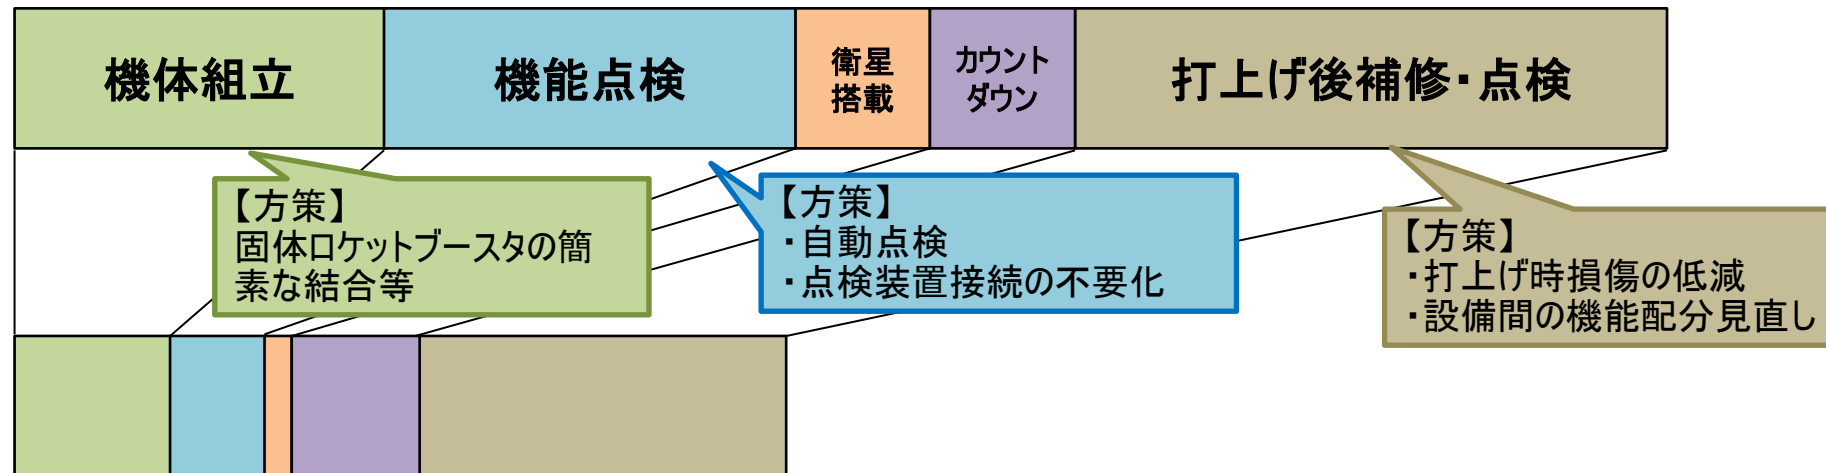 機体組立
機能点検
衛星
搭載
カウント
ダウン
打上げ後補修・点検
【方策】
固体ロケットブースタの簡
素な結合等
【方策】
・自動点検
・点検装置接続の不要化
【方策】
・打上げ時損傷の低減
・設備間の機能配分見直し